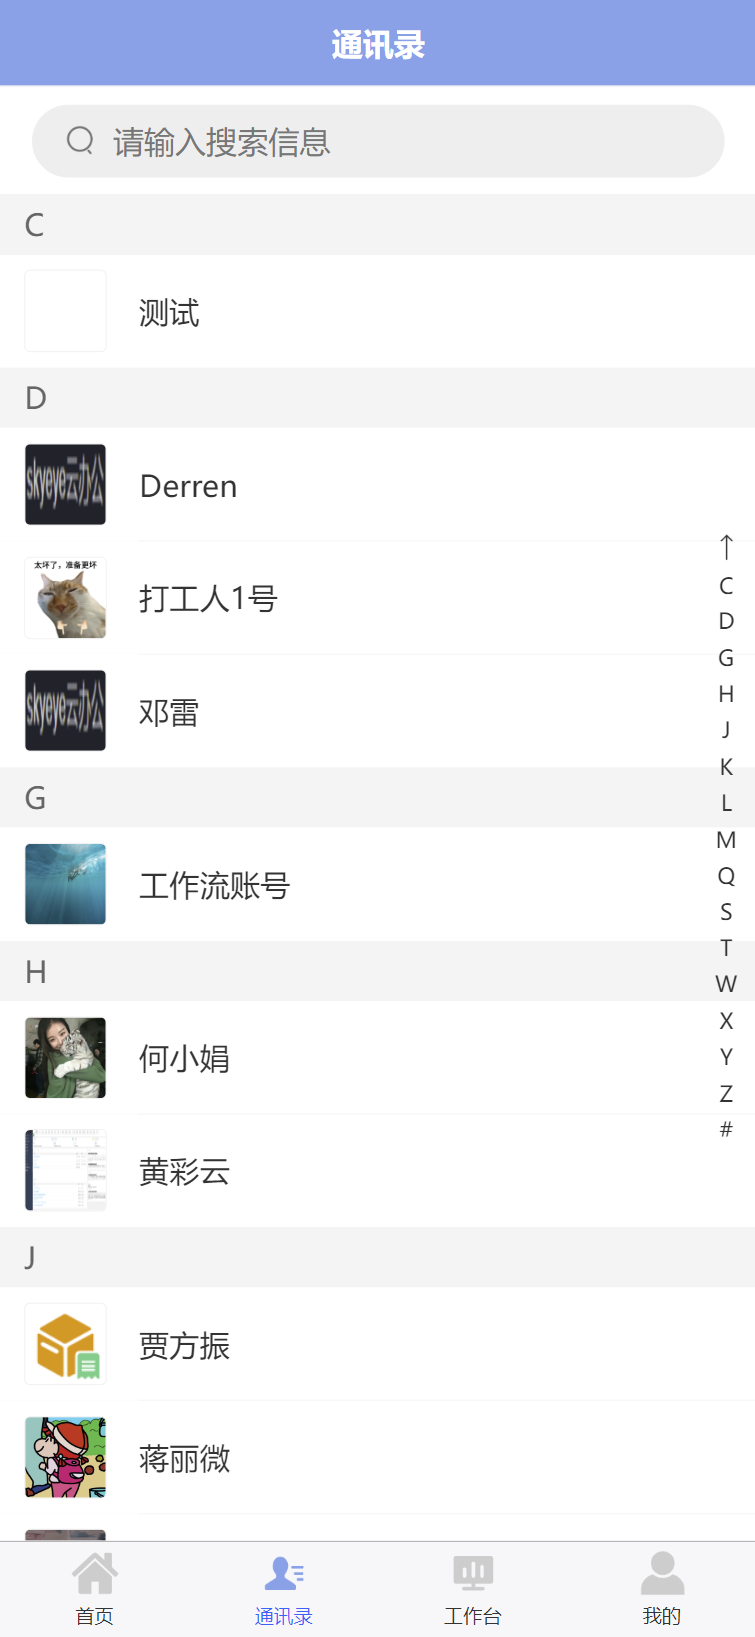 通讯录
请输入搜索信息
C
测试
D
skyeye云办公
Derren
太坏了，准备更坏
打工人1号
skyeye云办公
邓雷
G
工作流账号
H
何小娟
黄彩云
J
贾方振
蒋丽微
↑
C
D
G
H
J
K
L
M
Q
S
T
W
X
Y
Z
#
首页
通讯录
工作台
我的